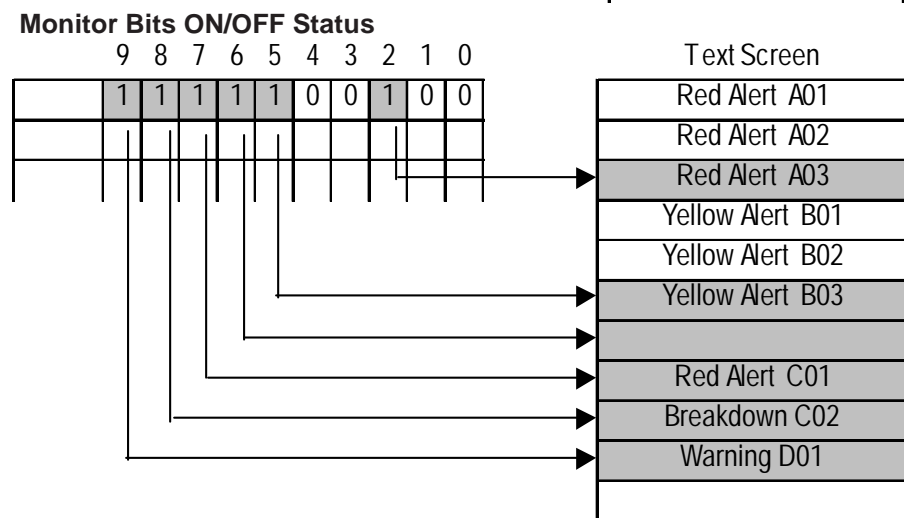 Monitor Bits ON/OFF Status
9 8 7 6 5 4 3 2 1 0
1 1 1 1 1 0 0 1 0 0
Text Screen
Red Alert A01
Red Alert A02
Red Alert A03
Yellow Alert B01
Yellow Alert B02
Yellow Alert B03
Red Alert C01
Breakdown C02
Warning D01